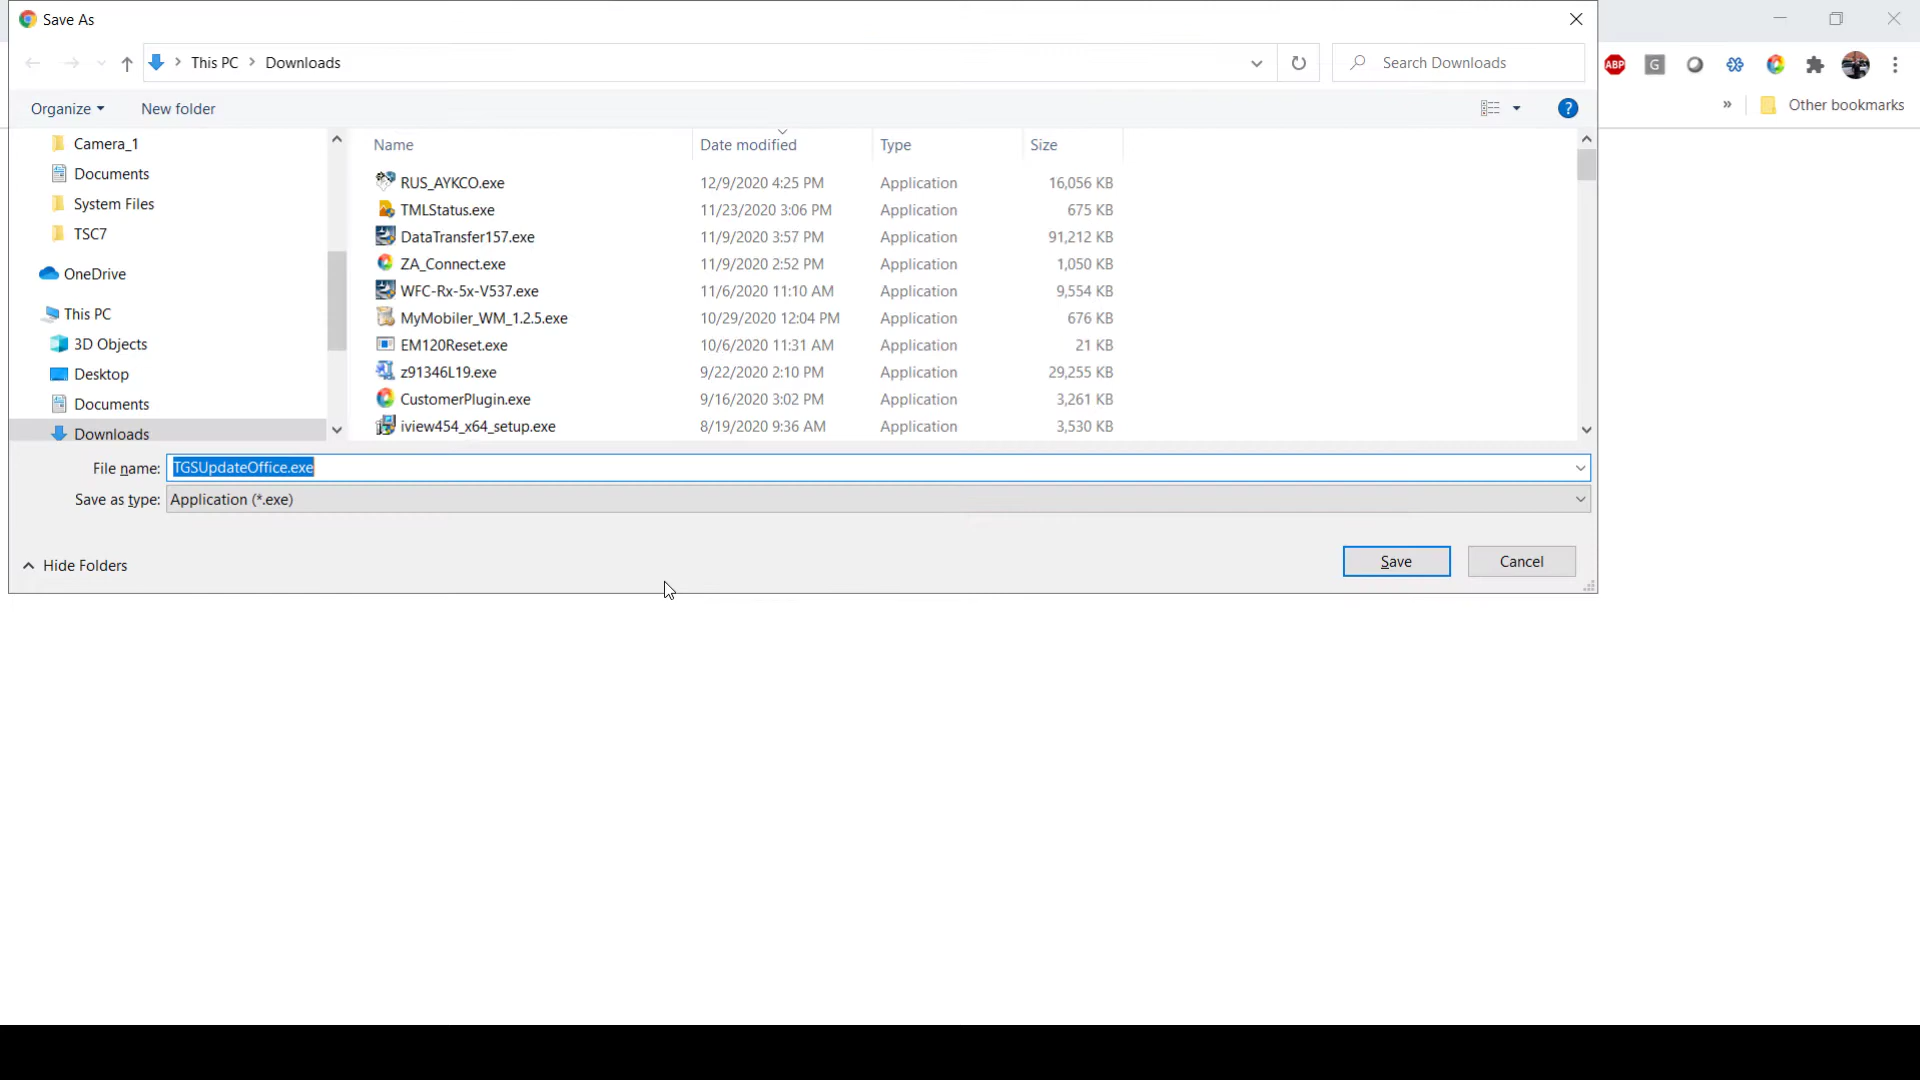 Save As
This PC Downloads Search Downloads
ABP G
Organize New folder ?
» Other bookmarks
Camera_1
Documents
System Files
TSC7
OneDrive
This PC
3D Objects
Desktop
Documents
Downloads
Name Date modified Type Size
RUS_AYKCO.exe 12/9/2020 4:25 PM Application 16,056 KB
TMLStatus.exe 11/23/2020 3:06 PM Application 675 KB
DataTransfer157.exe 11/9/2020 3:57 PM Application 91,212 KB
ZA_Connect.exe 11/9/2020 2:52 PM Application 1,050 KB
WFC-Rx-5x-V537.exe 11/6/2020 11:10 AM Application 9,554 KB
MyMobiler_WM_1.2.5.exe 10/29/2020 12:04 PM Application 676 KB
EM120Reset.exe 10/6/2020 11:31 AM Application 21 KB
z91346L19.exe 9/22/2020 2:10 PM Application 29,255 KB
CustomerPlugin.exe 9/16/2020 3:02 PM Application 3,261 KB
iview454_x64_setup.exe 8/19/2020 9:36 AM Application 3,530 KB
File name: TGSUpdateOffice.exe
Save as type: Application (*.exe)
Hide Folders Save Cancel